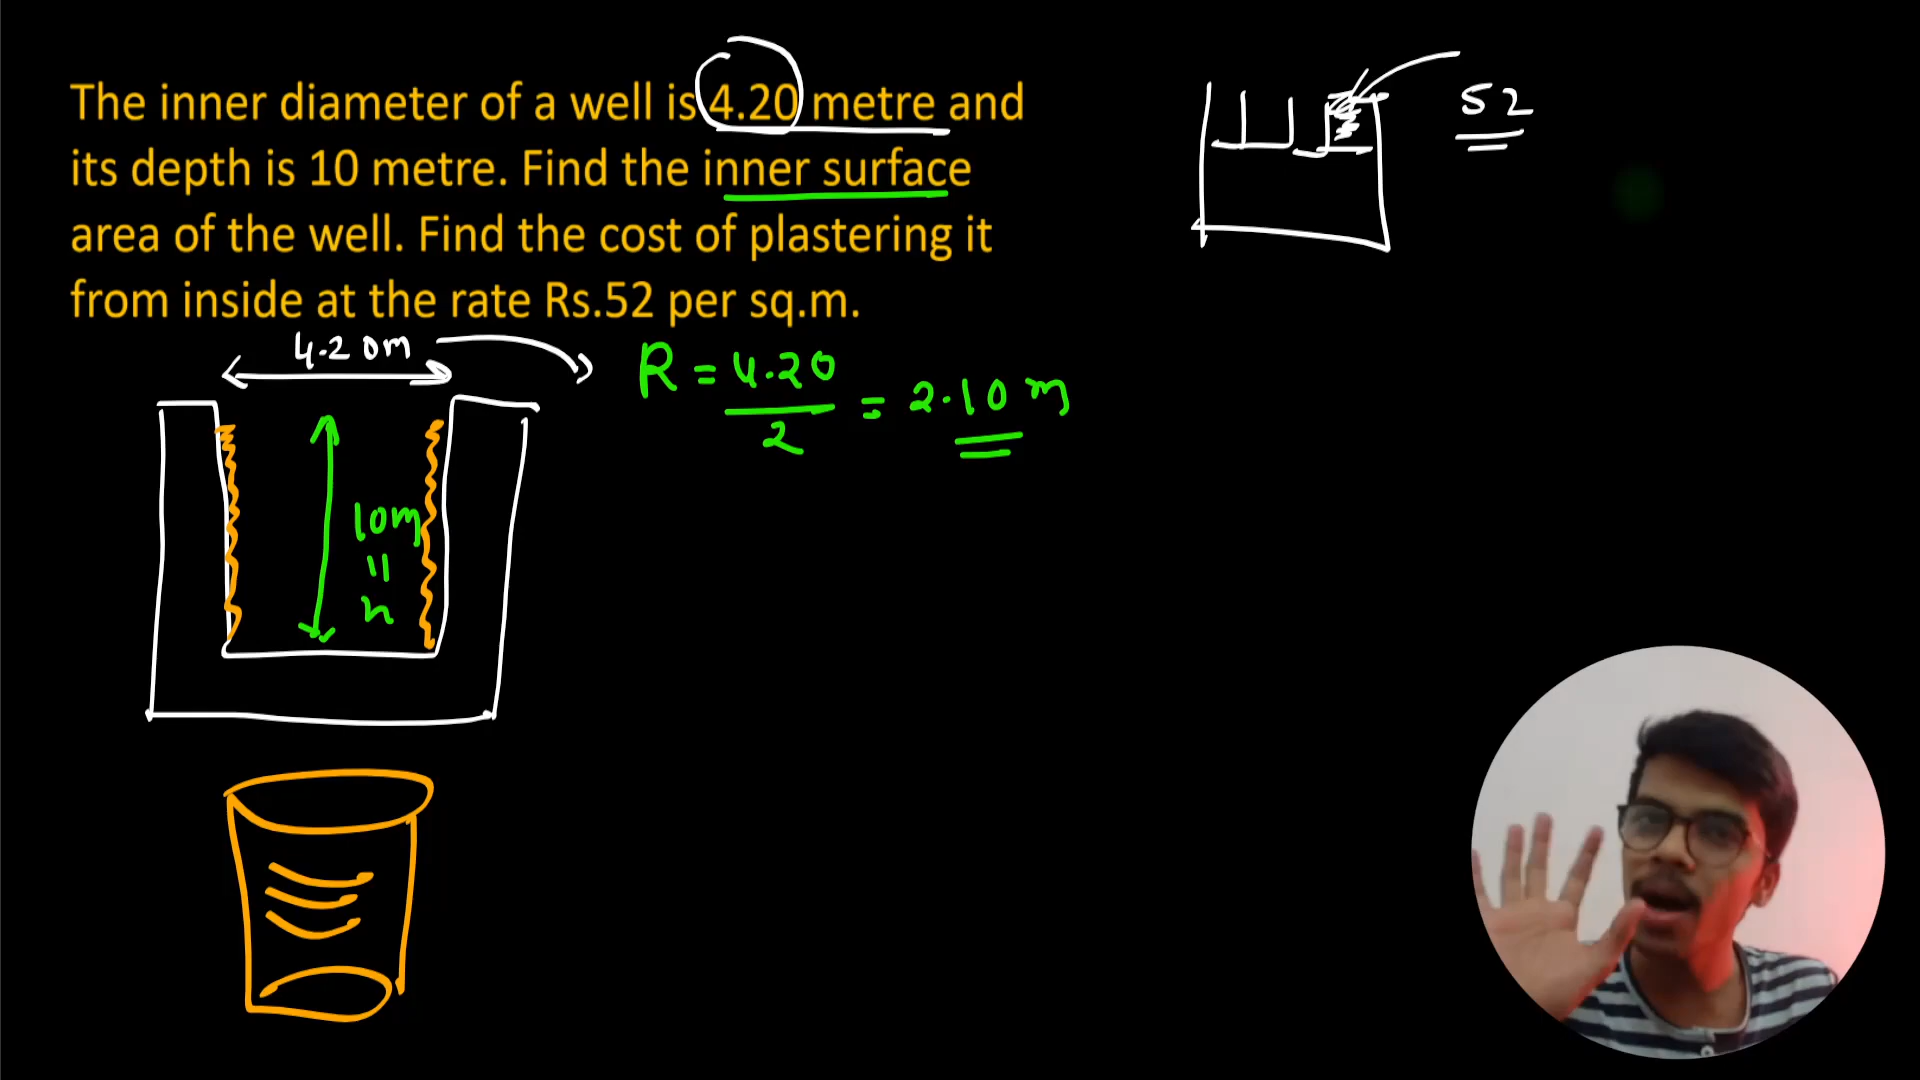 The inner diameter of a well is 4.20 metre and
its depth is 10 metre. Find the inner surface
area of the well. Find the cost of plastering it
from inside at the rate Rs.52 per sq.m.
52
4.20m
R = 4.20 / 2 = 2.10 m
10m
=
h